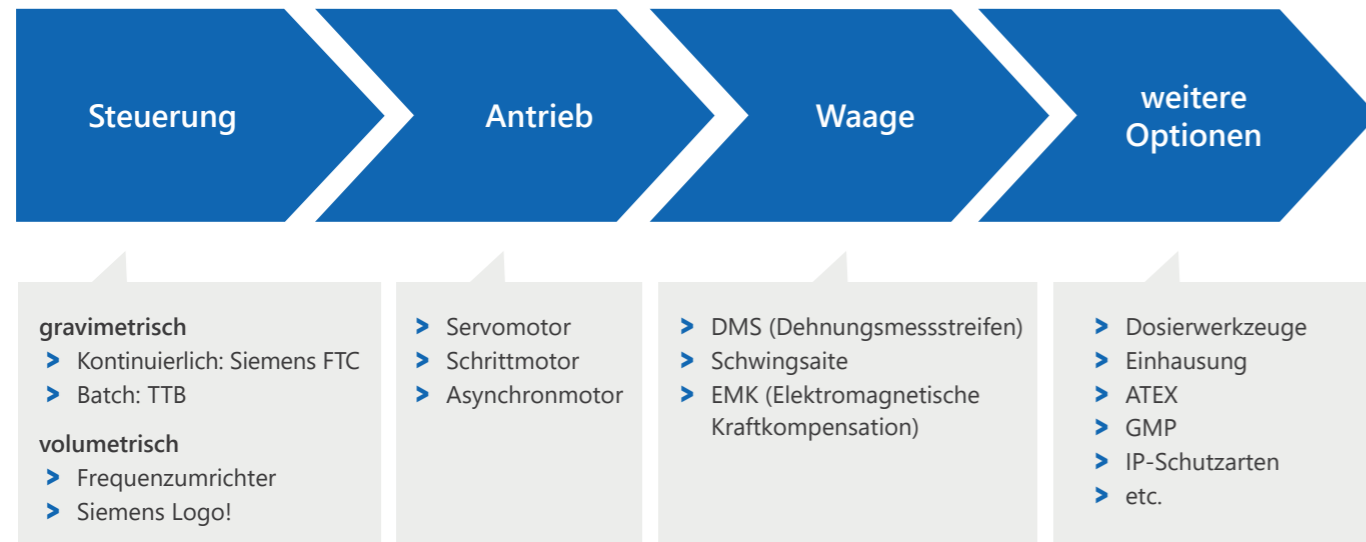 Steuerung
Antrieb
Waage
weitere
Optionen
gravimetrisch
> Kontinuierlich: Siemens FTC
> Batch: TTB
volumetrisch
> Frequenzumrichter
> Siemens Logo!
> Servomotor
> Schrittmotor
> Asynchronmotor
> DMS (Dehnungsmessstreifen)
> Schwingsaite
> EMK (Elektromagnetische
Kraftkompensation)
> Dosierwerkzeuge
> Einhausung
> ATEX
> GMP
> IP-Schutzarten
> etc.